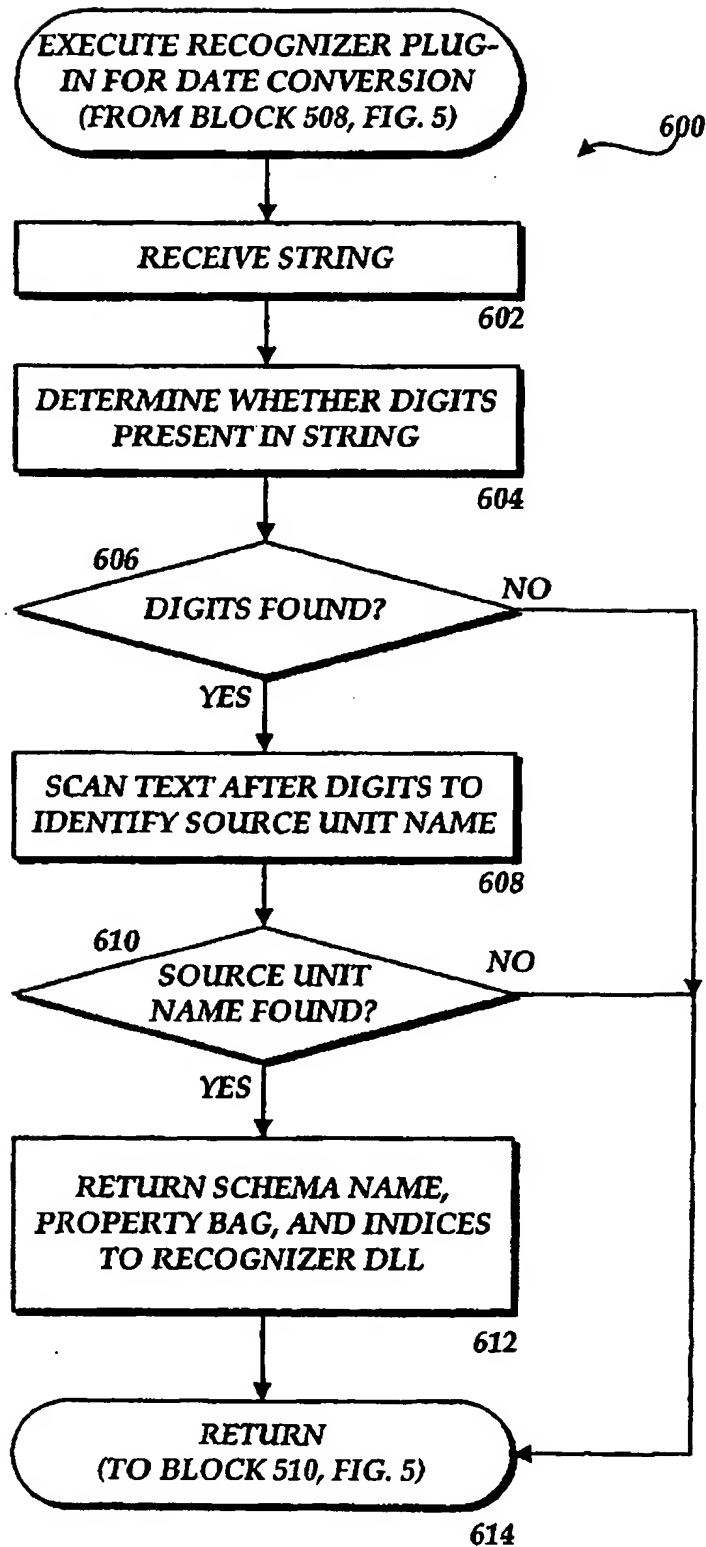 EXECUTE RECOGNIZER PLUG-
IN FOR DATE CONVERSION
(FROM BLOCK 508, FIG. 5)
600
RECEIVE STRING
602
DETERMINE WHETHER DIGITS
PRESENT IN STRING
604
606
DIGITS FOUND?
NO
YES
SCAN TEXT AFTER DIGITS TO
IDENTIFY SOURCE UNIT NAME
608
610
SOURCE UNIT
NAME FOUND?
NO
YES
RETURN SCHEMA NAME,
PROPERTY BAG, AND INDICES
TO RECOGNIZER DLL
612
RETURN
(TO BLOCK 510, FIG. 5)
614